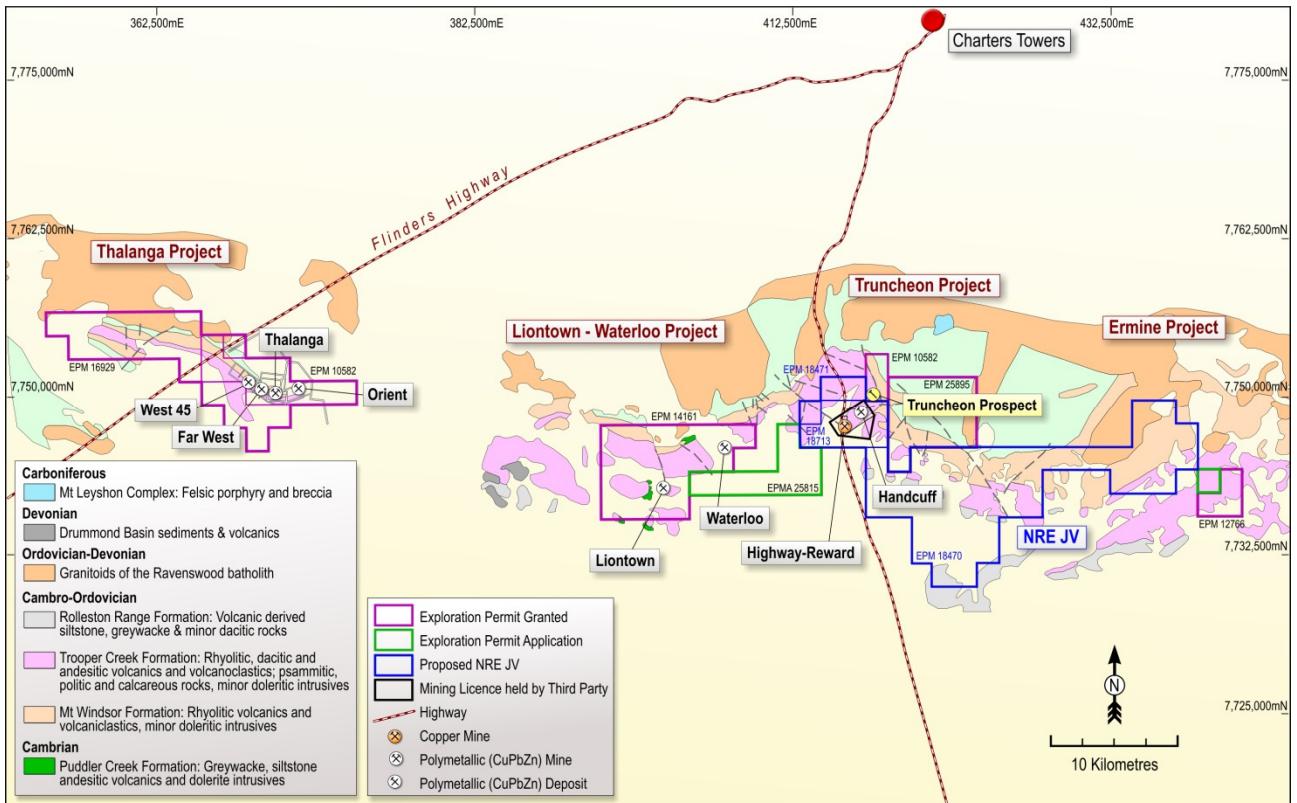 362,500mE
382,500mE
412,500mE
432,500mE
Charters Towers
7,775,000mN
7,775,000mN
Flinders Highway
7,762,500mN
7,762,500mN
Thalanga Project
Truncheon Project
Liontown - Waterloo Project
Ermine Project
Thalanga
EPM 16929
EPM 10582
EPM 10582
EPM 18471
EPM 25895
7,750,000mN
7,750,000mN
West 45
Orient
Truncheon Prospect
Far West
EPM 14161
EPM
18713
EPMA 25815
Handcuff
Waterloo
EPM 12766
Liontown
Highway-Reward
NRE JV
EPM 18470
7,732,500mN
7,725,000mN
Carboniferous
Mt Leyshon Complex: Felsic porphyry and breccia
Devonian
Drummond Basin sediments & volcanics
Ordovician-Devonian
Granitoids of the Ravenswood batholith
Cambro-Ordovician
Rolleston Range Formation: Volcanic derived
siltstone, greywacke & minor dacitic rocks
Trooper Creek Formation: Rhyolitic, dacitic and
andesitic volcanics and volcanoclastics; psammitic,
politic and calcareous rocks, minor doleritic intrusives
Mt Windsor Formation: Rhyolitic volcanics and
volcaniclastics, minor doleritic intrusives
Cambrian
Puddler Creek Formation: Greywacke, siltstone
andesitic volcanics and dolerite intrusives
Exploration Permit Granted
Exploration Permit Application
Proposed NRE JV
Mining Licence held by Third Party
Highway
Copper Mine
Polymetallic (CuPbZn) Mine
Polymetallic (CuPbZn) Deposit
N
10 Kilometres